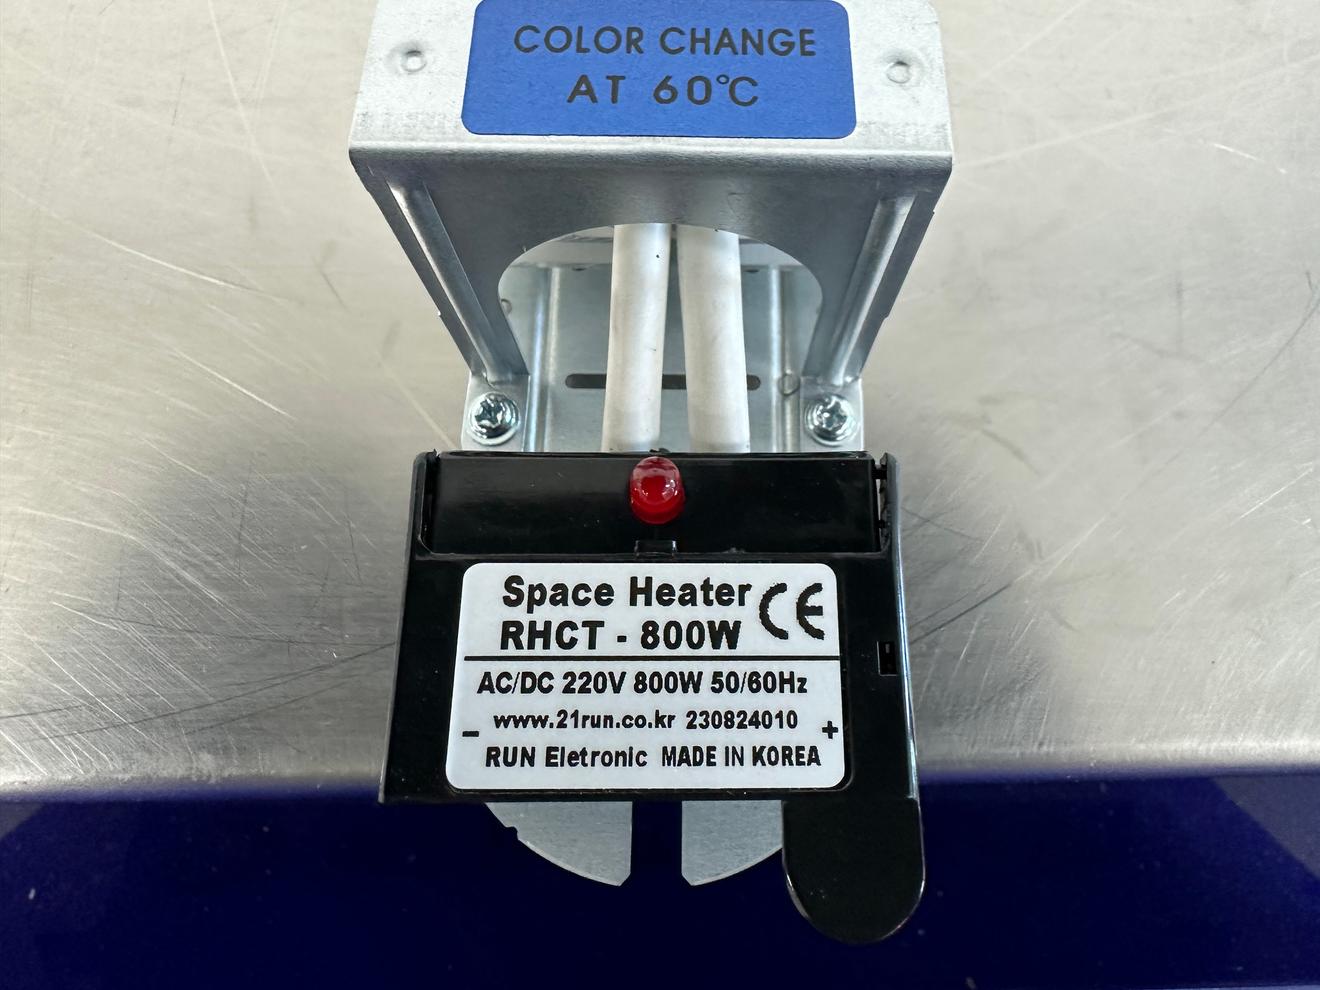 COLOR CHANGE
AT 60°C
Space Heater CE
RHCT - 800W
AC/DC 220V 800W 50/60Hz
www.21run.co.kr 230824010
- +
RUN Eletronic MADE IN KOREA